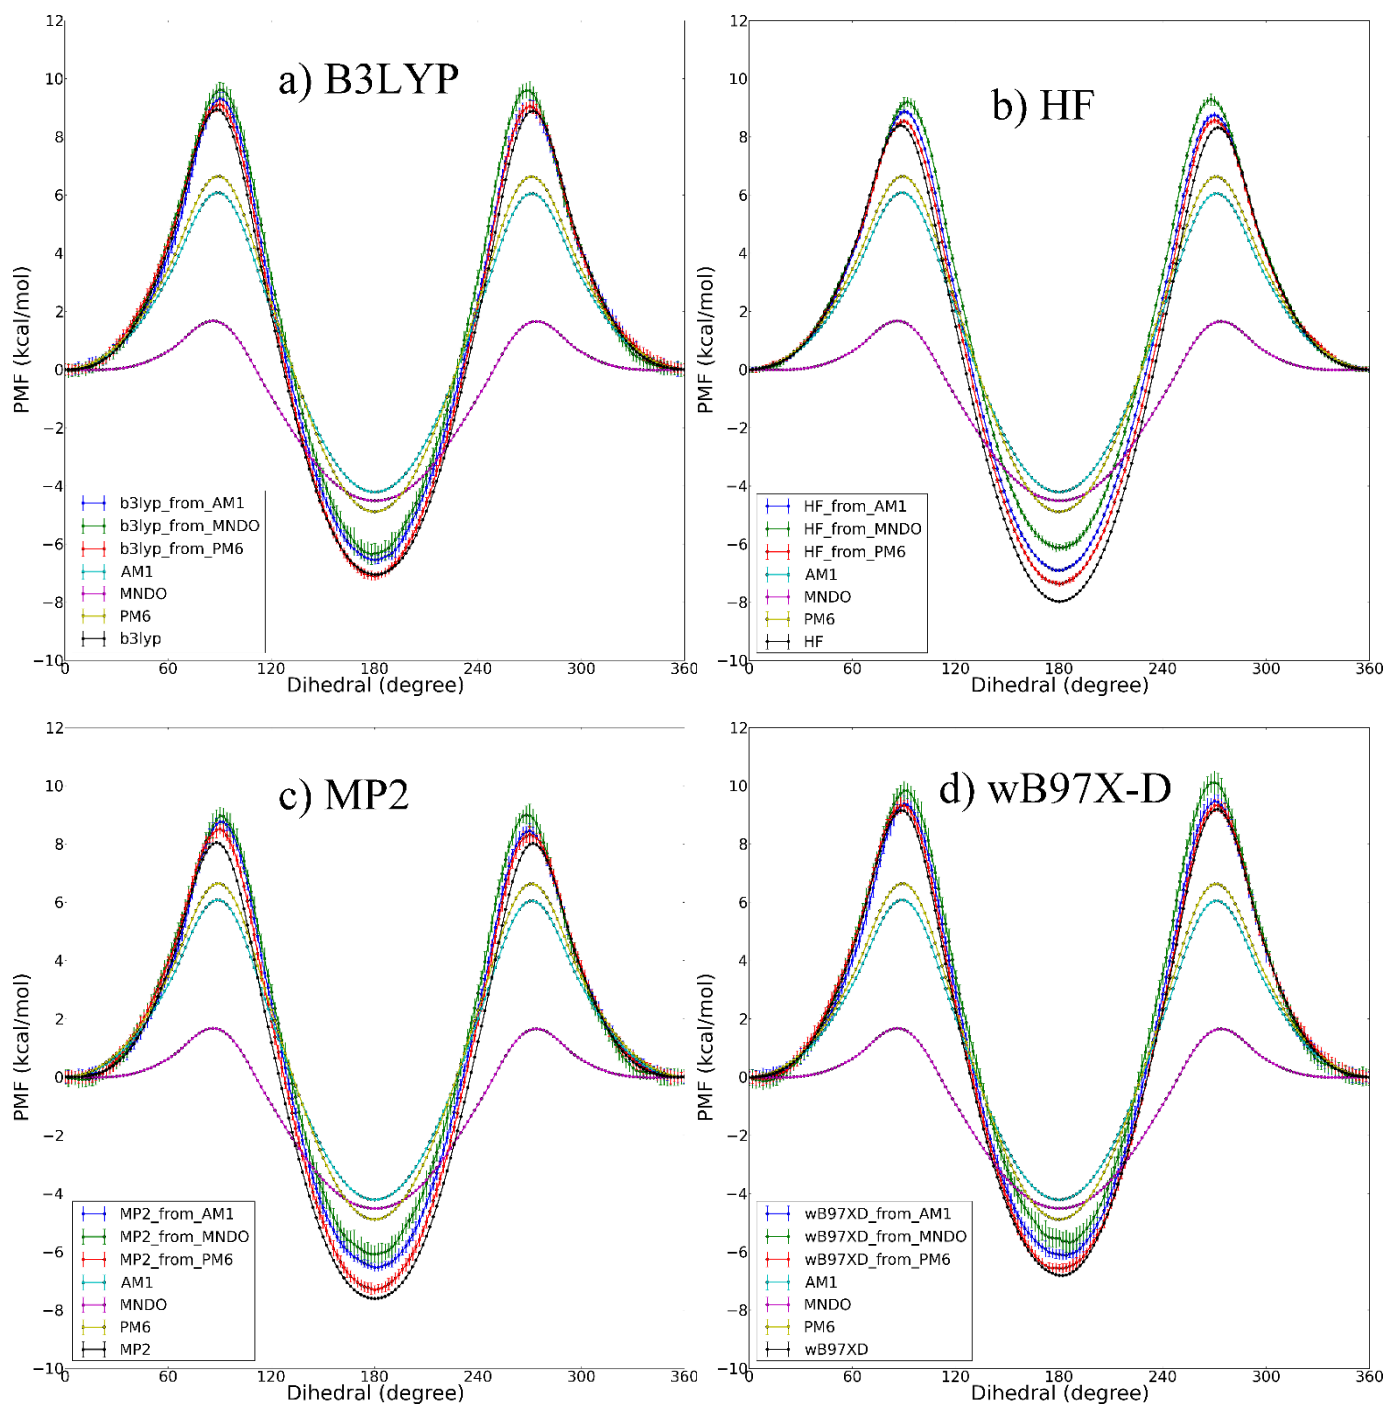 a) B3LYP
12
10
8
6
4
2
0
−2
−4
−6
−8
−10
PMF (kcal/mol)
b3lyp_from_AM1
b3lyp_from_MNDO
b3lyp_from_PM6
AM1
MNDO
PM6
b3lyp
0 60 120 180 240 300 360
Dihedral (degree)
b) HF
12
10
8
6
4
2
0
−2
−4
−6
−8
−10
PMF (kcal/mol)
HF_from_AM1
HF_from_MNDO
HF_from_PM6
AM1
MNDO
PM6
HF
0 60 120 180 240 300 360
Dihedral (degree)
c) MP2
12
10
8
6
4
2
0
−2
−4
−6
−8
−10
PMF (kcal/mol)
MP2_from_AM1
MP2_from_MNDO
MP2_from_PM6
AM1
MNDO
PM6
MP2
0 60 120 180 240 300 360
Dihedral (degree)
d) wB97X-D
12
10
8
6
4
2
0
−2
−4
−6
−8
−10
PMF (kcal/mol)
wB97XD_from_AM1
wB97XD_from_MNDO
wB97XD_from_PM6
AM1
MNDO
PM6
wB97XD
0 60 120 180 240 300 360
Dihedral (degree)